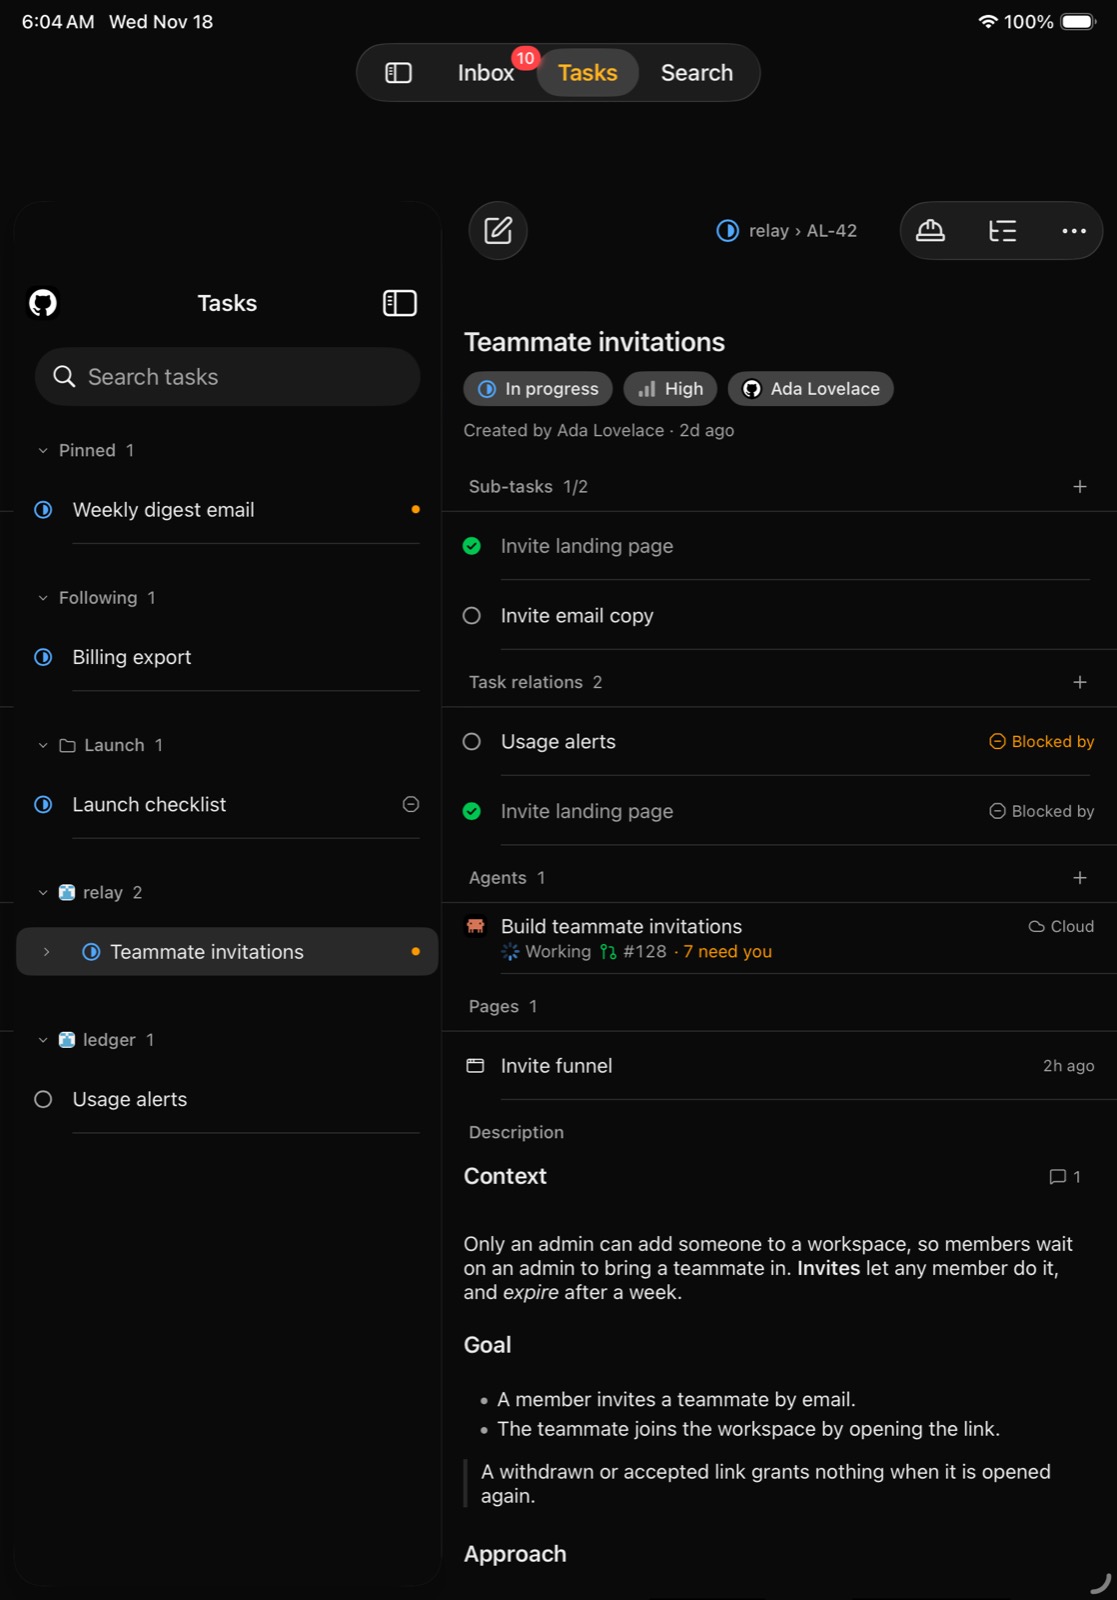 6:04 AM Wed Nov 18
100%
Inbox 10
Tasks
Search
relay › AL-42
Tasks
Search tasks
Pinned 1
Weekly digest email
Following 1
Billing export
Launch 1
Launch checklist
relay 2
Teammate invitations
ledger 1
Usage alerts
Teammate invitations
In progress
High
Ada Lovelace
Created by Ada Lovelace · 2d ago
Sub-tasks 1/2
Invite landing page
Invite email copy
Task relations 2
Usage alerts Blocked by
Invite landing page Blocked by
Agents 1
Build teammate invitations Cloud
Working #128 · 7 need you
Pages 1
Invite funnel 2h ago
Description
Context 1
Only an admin can add someone to a workspace, so members wait
on an admin to bring a teammate in. Invites let any member do it,
and expire after a week.
Goal
• A member invites a teammate by email.
• The teammate joins the workspace by opening the link.
A withdrawn or accepted link grants nothing when it is opened
again.
Approach